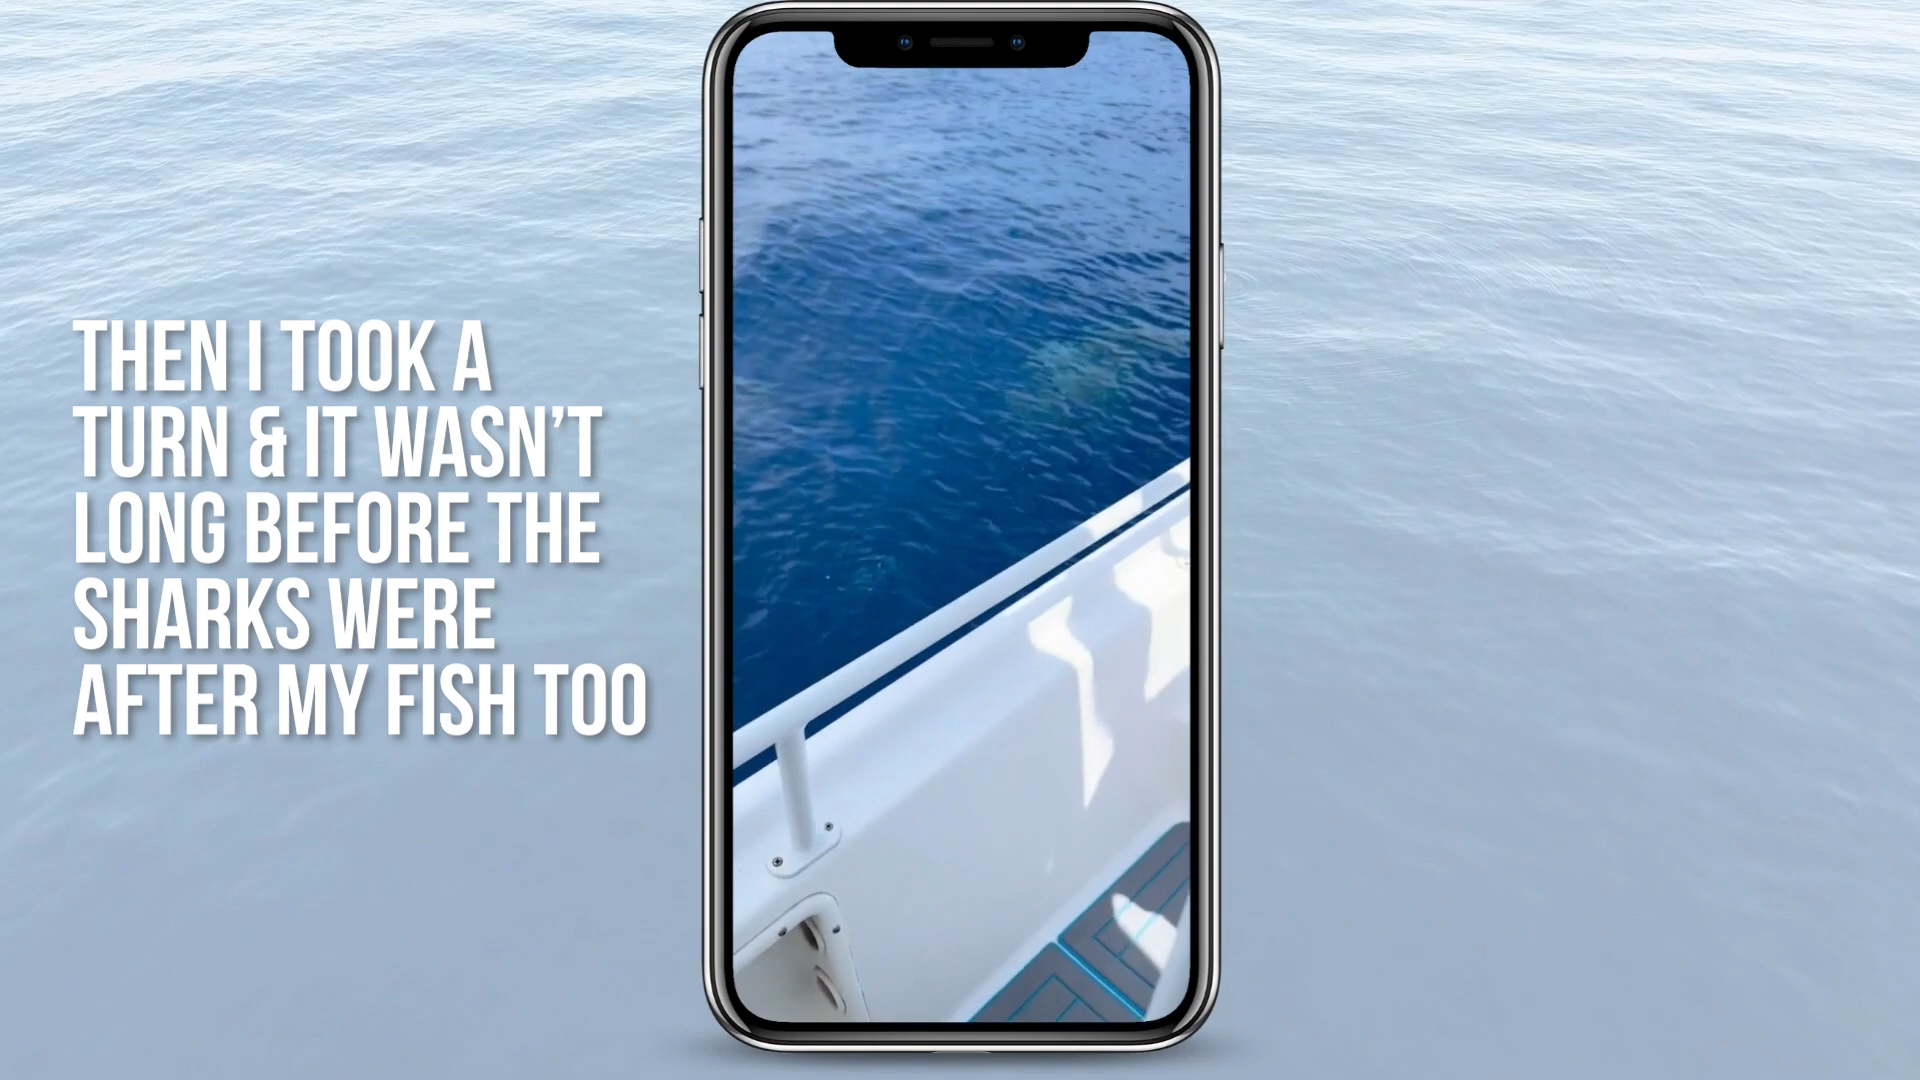 THEN I TOOK A
TURN & IT WASN'T
LONG BEFORE THE
SHARKS WERE
AFTER MY FISH TOO